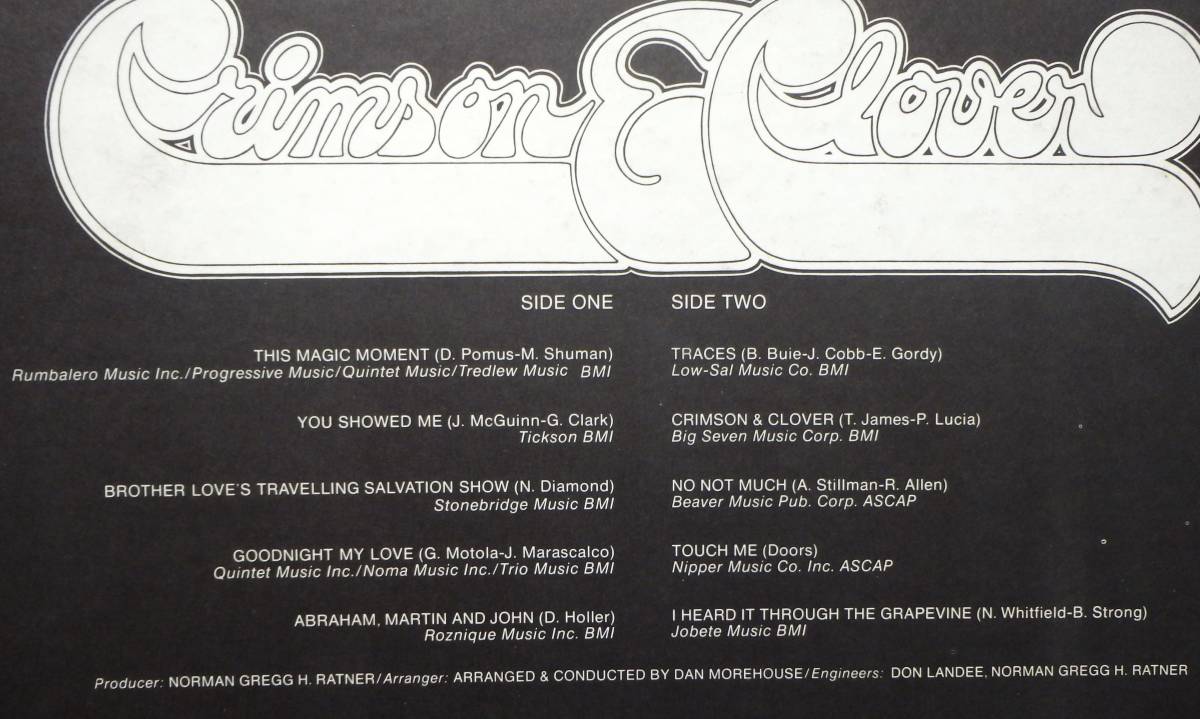 Crimson & Clover
SIDE ONE
THIS MAGIC MOMENT (D. Pomus-M. Shuman)
Rumbalero Music Inc./Progressive Music/Quintet Music/Tredlew Music BMI
YOU SHOWED ME (J. McGuinn-G. Clark)
Tickson BMI
BROTHER LOVE'S TRAVELLING SALVATION SHOW (N. Diamond)
Stonebridge Music BMI
GOODNIGHT MY LOVE (G. Motola-J. Marascalco)
Quintet Music Inc./Noma Music Inc./Trio Music BMI
ABRAHAM, MARTIN AND JOHN (D. Holler)
Roznique Music Inc. BMI
SIDE TWO
TRACES (B. Buie-J. Cobb-E. Gordy)
Low-Sal Music Co. BMI
CRIMSON & CLOVER (T. James-P. Lucia)
Big Seven Music Corp. BMI
NO NOT MUCH (A. Stillman-R. Allen)
Beaver Music Pub. Corp. ASCAP
TOUCH ME (Doors)
Nipper Music Co. Inc. ASCAP
I HEARD IT THROUGH THE GRAPEVINE (N. Whitfield-B. Strong)
Jobete Music BMI
Producer: NORMAN GREGG H. RATNER/Arranger: ARRANGED & CONDUCTED BY DAN MOREHOUSE/Engineers: DON LANDEE, NORMAN GREGG H. RATNER